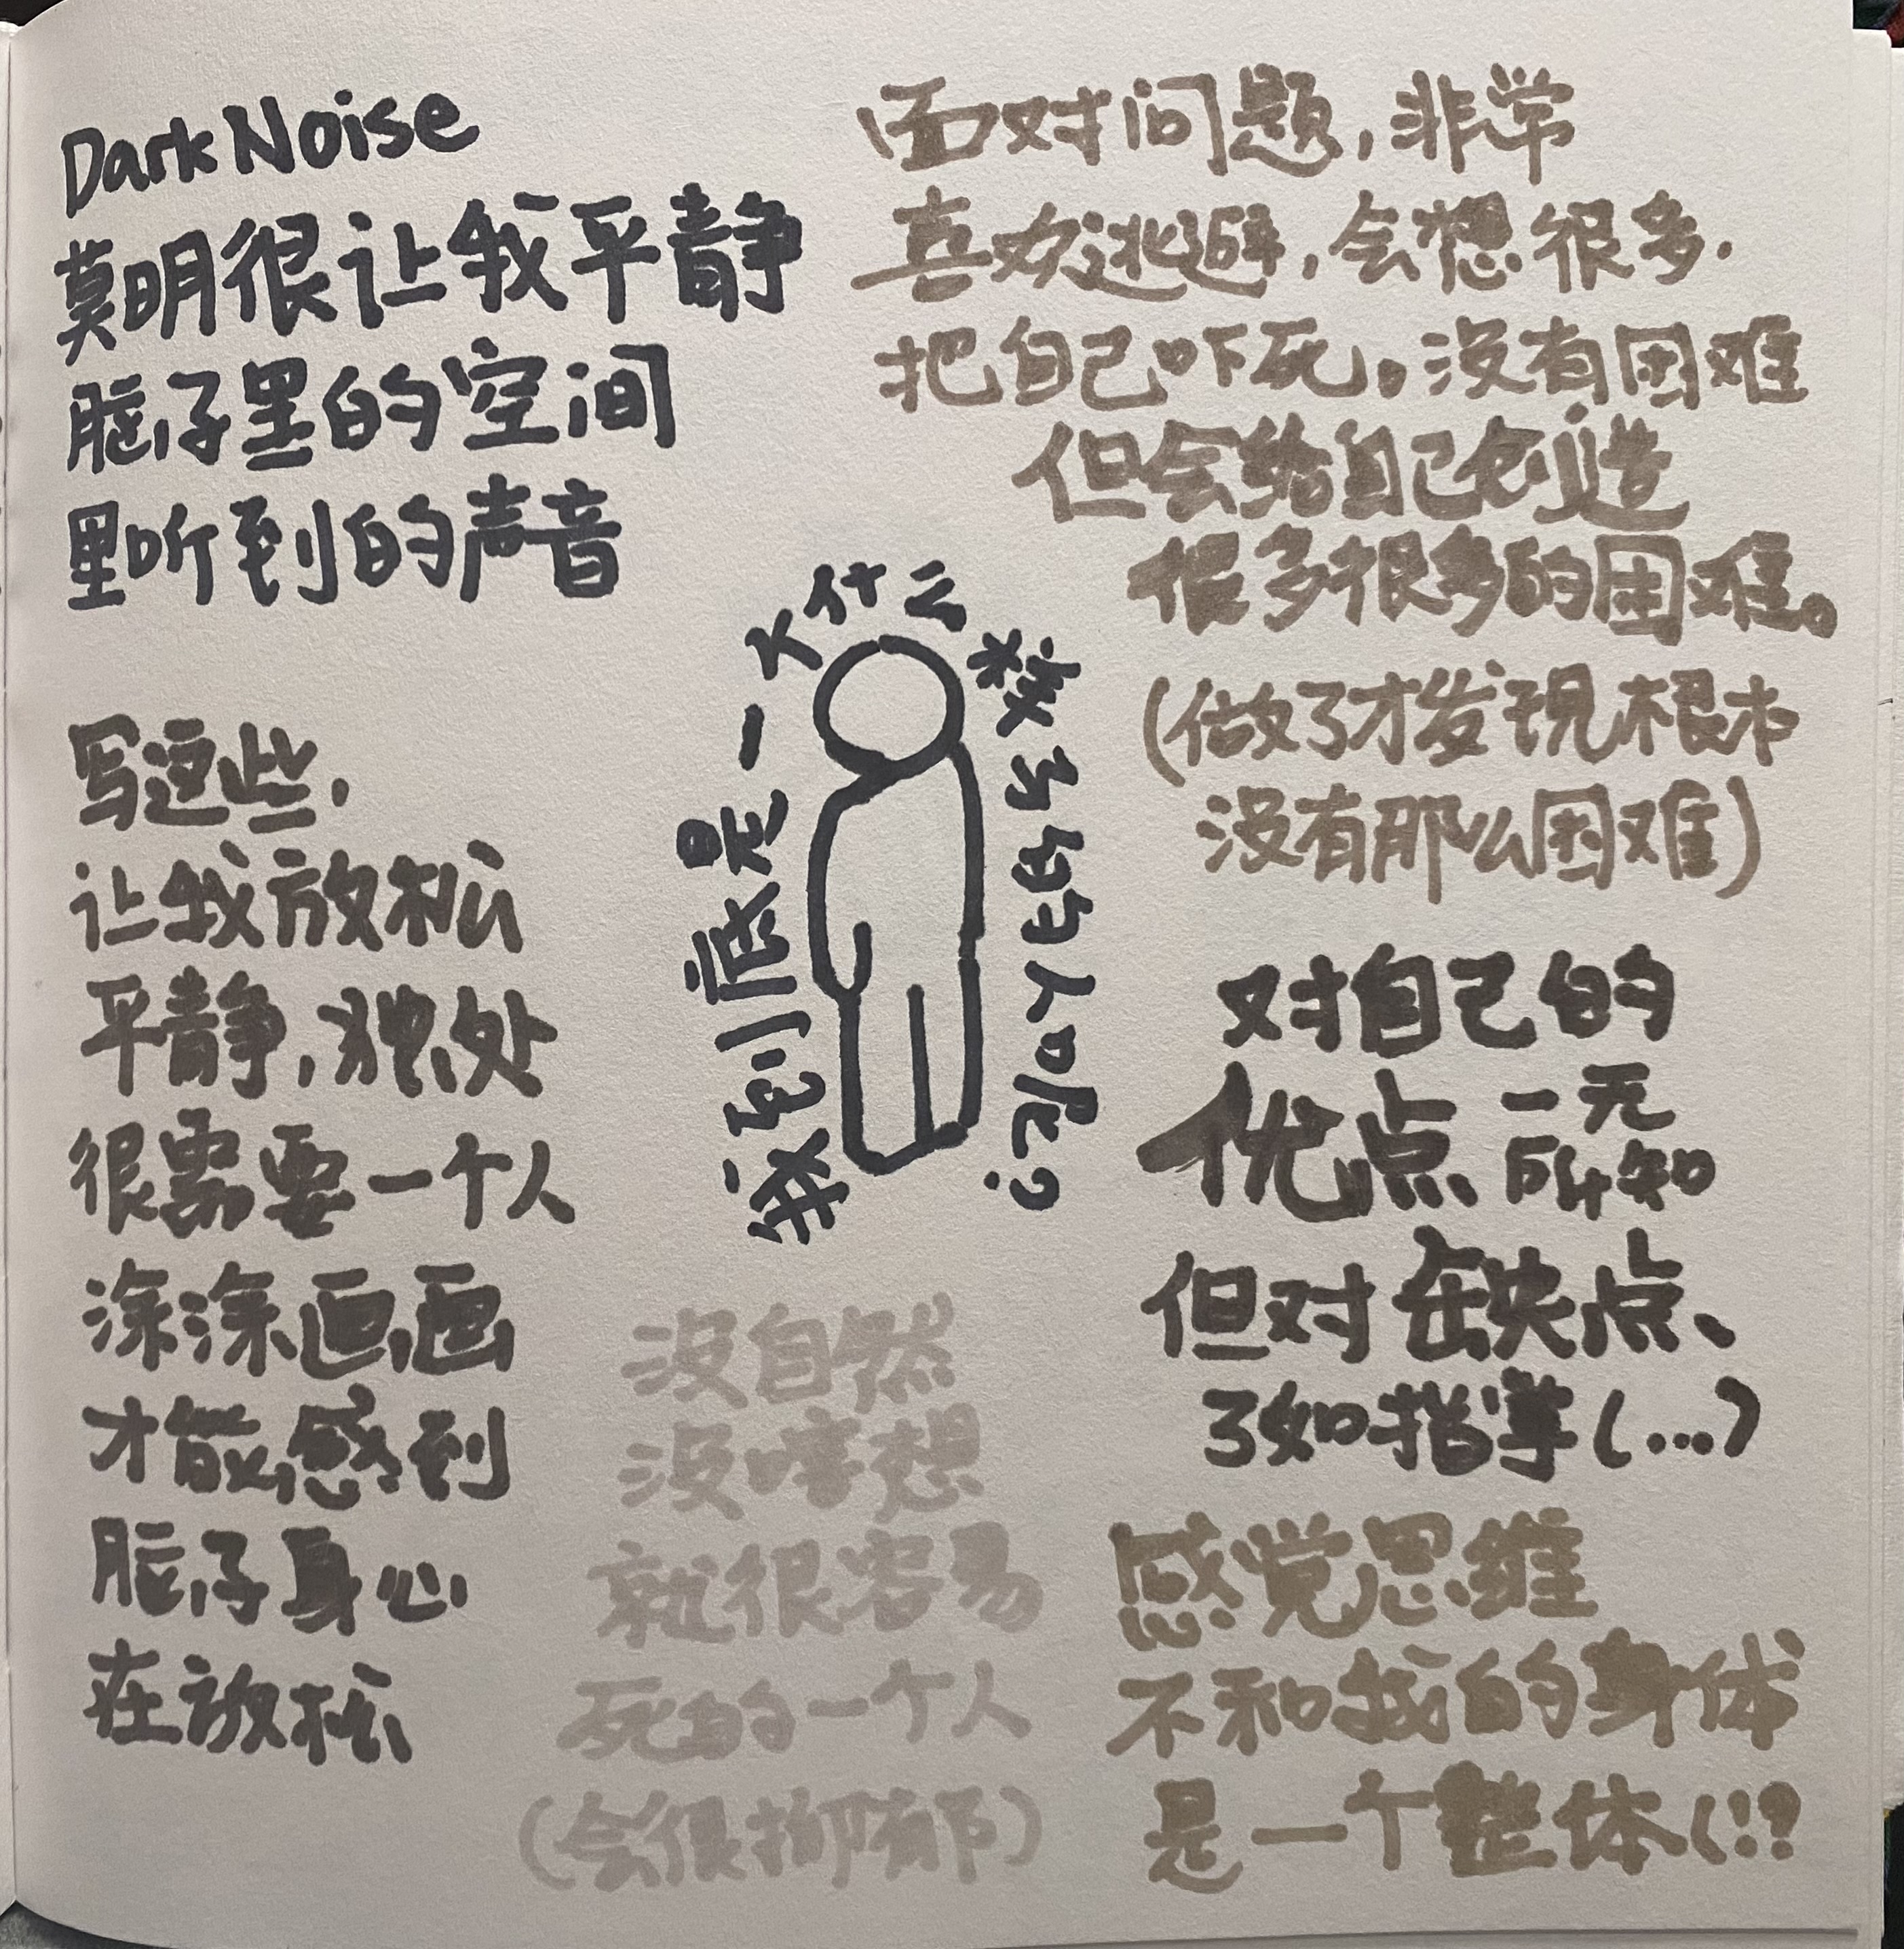 Dark Noise
莫明很让我平静
脑子里的空间
里听到的声音
写这些，
让我放松
平静，独处
很需要一个人
涂涂画画
才能感到
脑子身心
在放松
我到底是一个什么样子的人呢？
面对问题，非常
喜欢逃避，会想很多.
把自己吓死。没有困难
但会给自己创造
很多很多的困难。
(做了才发现根本
没有那么困难)
对自己的
优点一无
所知
但对缺点、
了如指掌(...)
没自然
没啥想
就很容易
死的一个人
(会很抑郁)
感觉思维
不和我的身体
是一个整体(!?